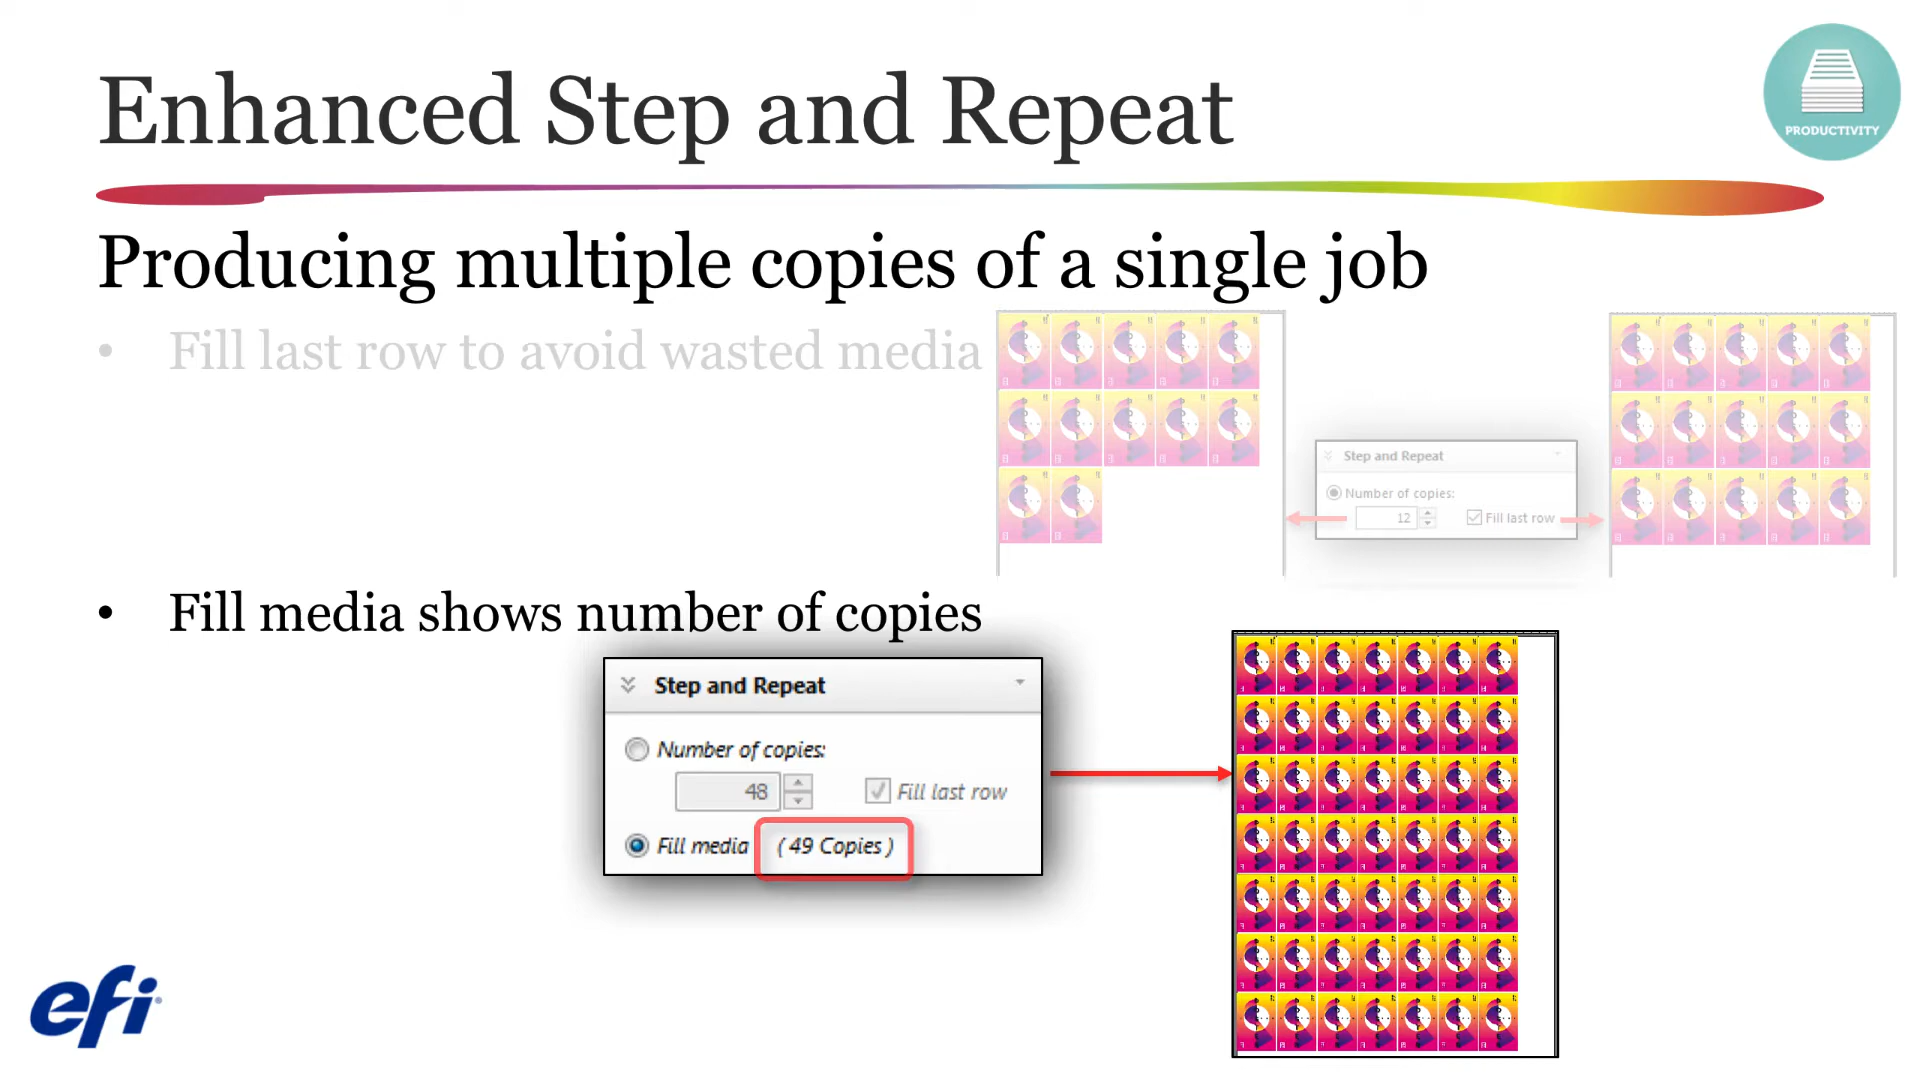 Enhanced Step and Repeat
PRODUCTIVITY
Producing multiple copies of a single job
• Fill last row to avoid wasted media
Step and Repeat
Number of copies:
12 Fill last row
• Fill media shows number of copies
Step and Repeat
Number of copies:
48 Fill last row
Fill media ( 49 Copies )
efi